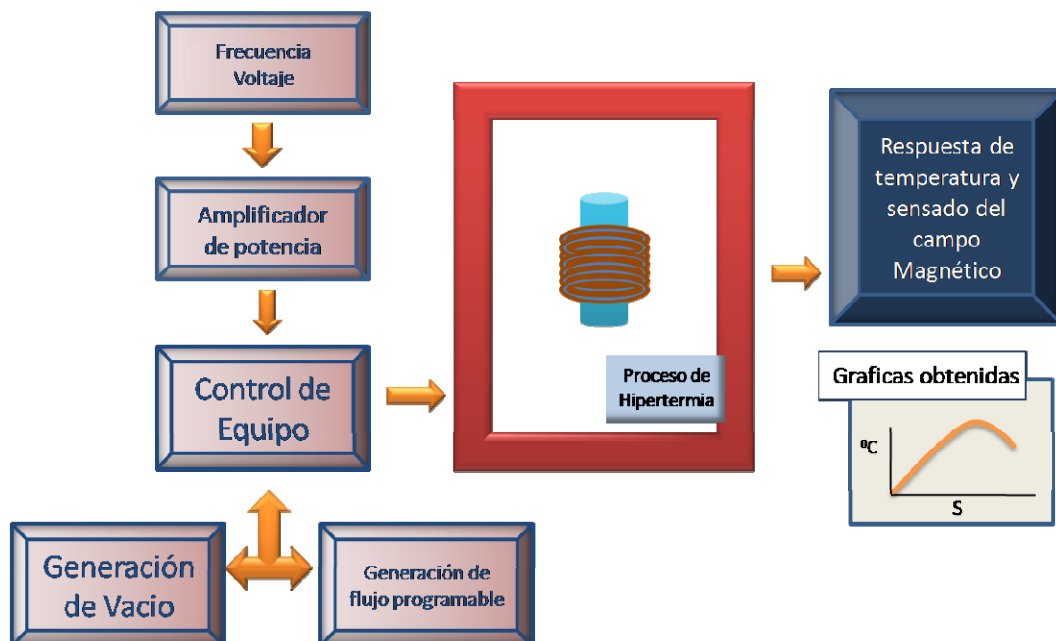 Frecuencia
Voltaje
Amplificador
de potencia
Control de
Equipo
Generación
de Vacio
Generación de
flujo programable
Proceso de
Hipertermia
Respuesta de
temperatura y
sensado del
campo
Magnético
Graficas obtenidas
ºC
S